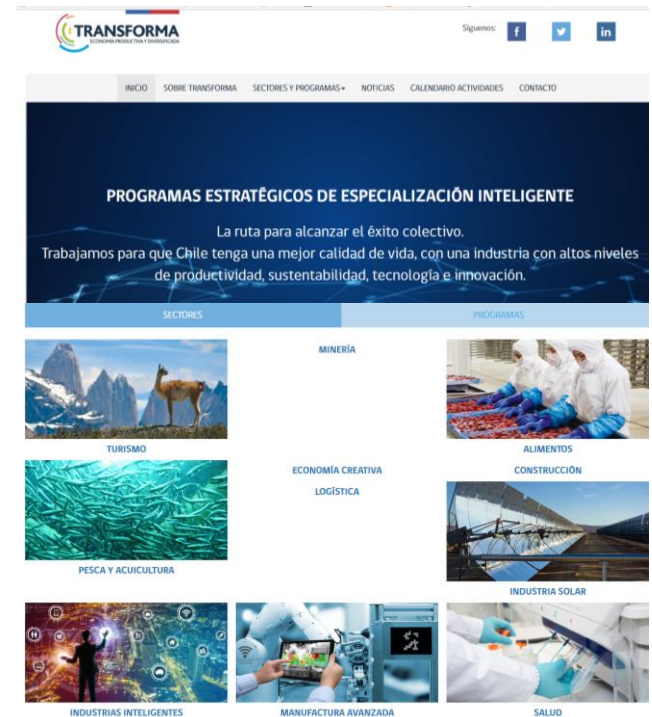 TRANSFORMA
ECONOMÍA PRODUCTIVA Y DIVERSIFICADA
Síguenos:
INICIO SOBRE TRANSFORMA SECTORES Y PROGRAMAS NOTICIAS CALENDARIO ACTIVIDADES CONTACTO
PROGRAMAS ESTRATÉGICOS DE ESPECIALIZACIÓN INTELIGENTE
La ruta para alcanzar el éxito colectivo.
Trabajamos para que Chile tenga una mejor calidad de vida, con una industria con altos niveles
de productividad, sustentabilidad, tecnología e innovación.
SECTORES PROGRAMAS
MINERÍA
TURISMO
ALIMENTOS
ECONOMÍA CREATIVA
CONSTRUCCIÓN
LOGÍSTICA
PESCA Y ACUICULTURA
INDUSTRIA SOLAR
INDUSTRIAS INTELIGENTES
MANUFACTURA AVANZADA
SALUD